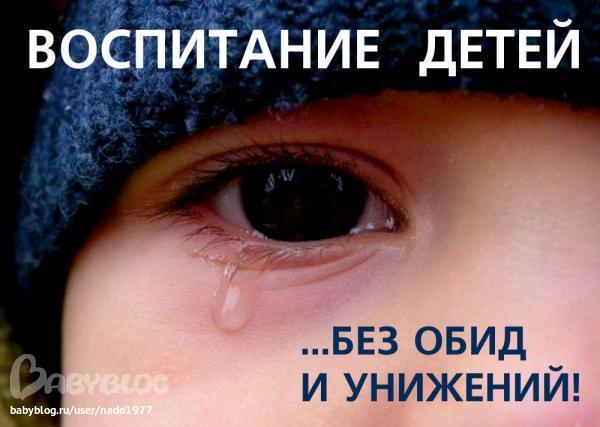 ВОСПИТАНИЕ ДЕТЕЙ
...БЕЗ ОБИД
И УНИЖЕНИЙ!
BABYBLOG
babyblog.ru/user/nado1977